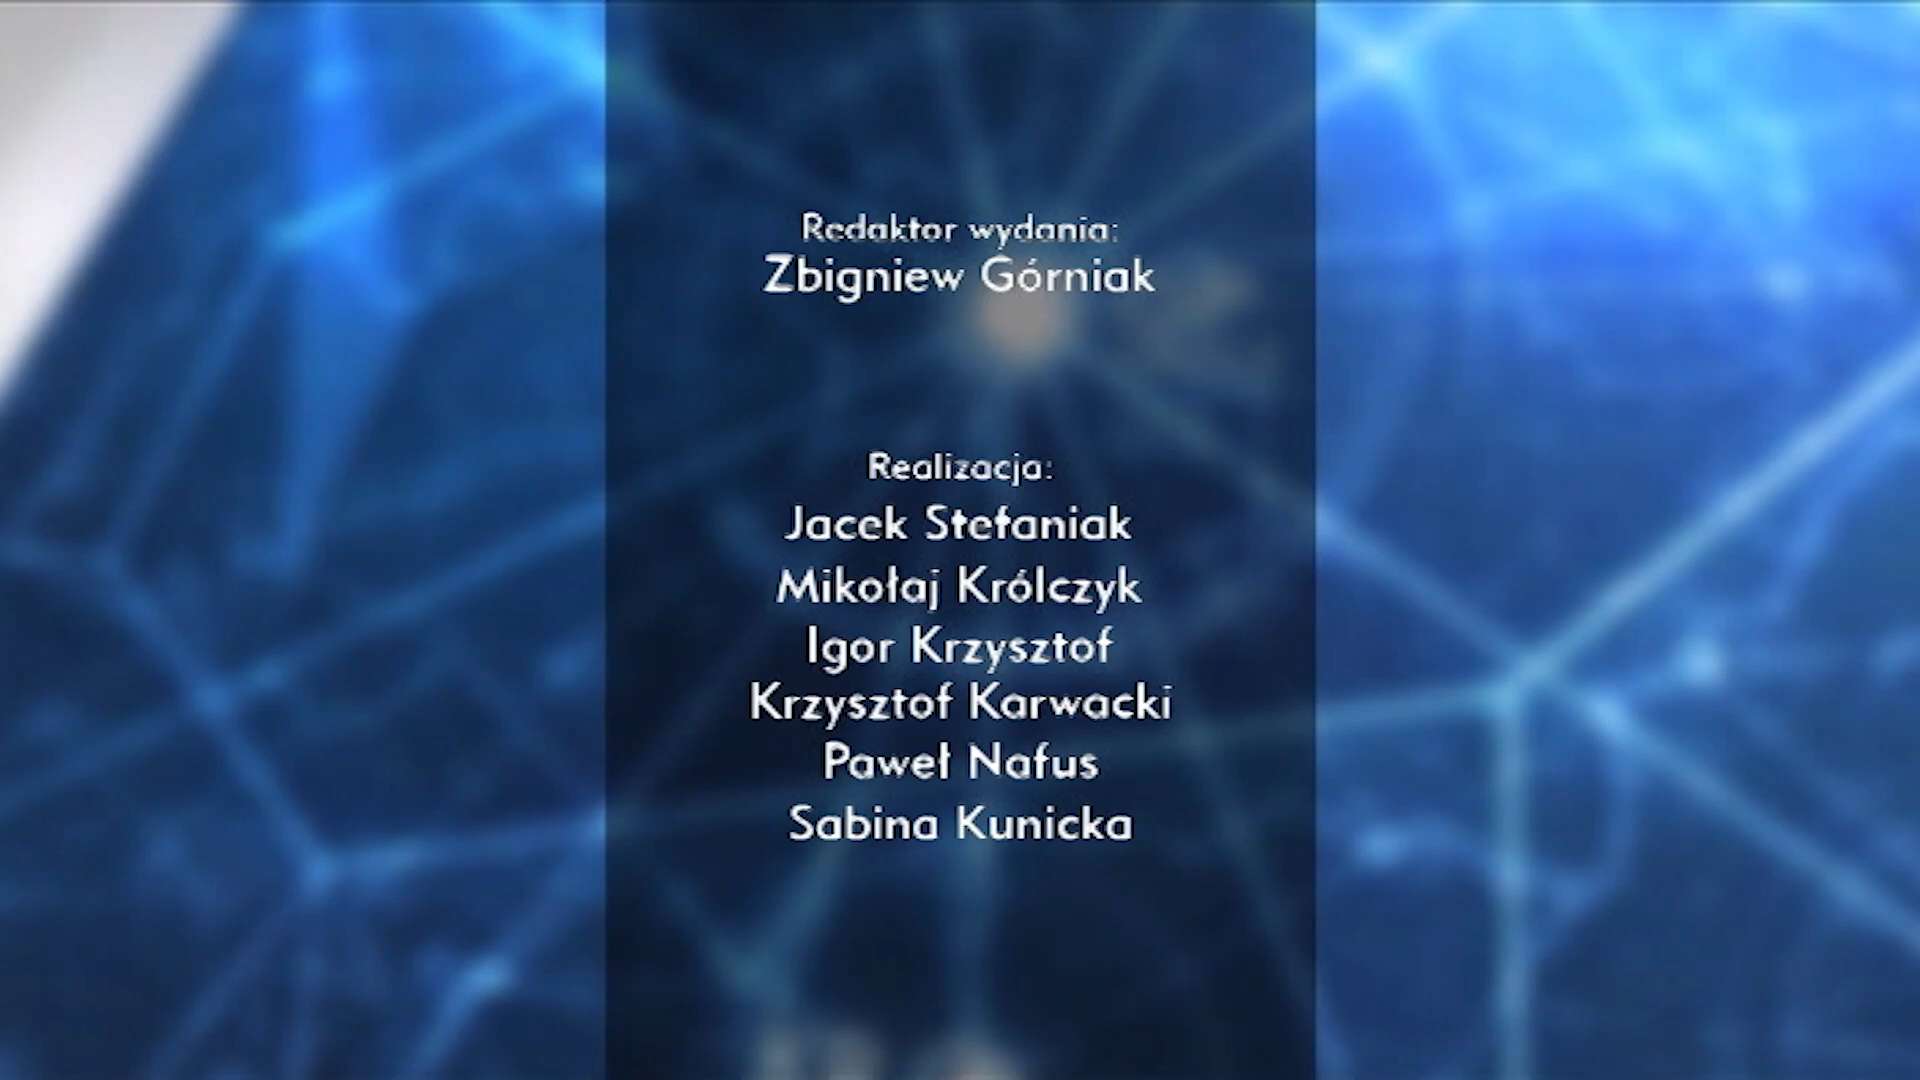 Redaktor wydania:
Zbigniew Górniak
Realizacja:
Jacek Stefaniak
Mikołaj Królczyk
Igor Krzysztof
Krzysztof Karwacki
Paweł Nafus
Sabina Kunicka